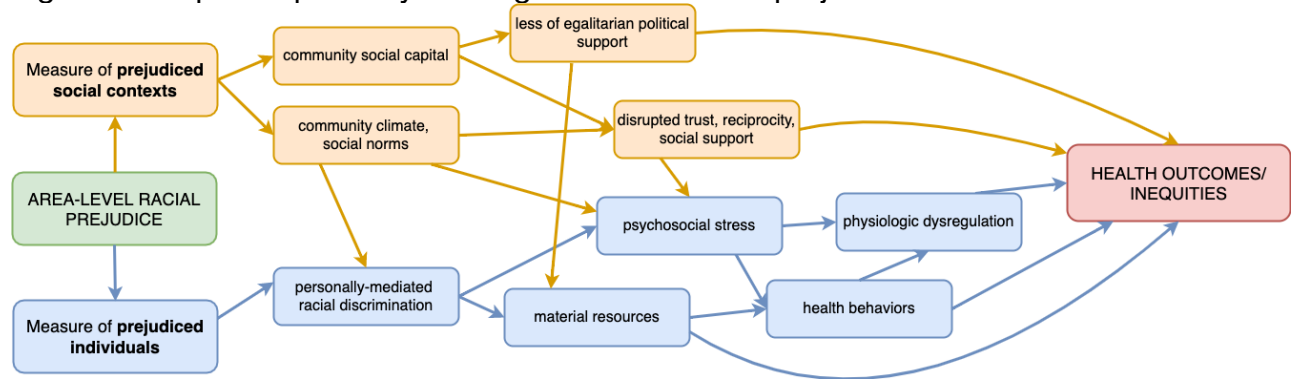 less of egalitarian political
support
community social capital
Measure of prejudiced
social contexts
community climate,
social norms
disrupted trust, reciprocity,
social support
HEALTH OUTCOMES/
INEQUITIES
AREA-LEVEL RACIAL
PREJUDICE
psychosocial stress
physiologic dysregulation
personally-mediated
racial discrimination
material resources
health behaviors
Measure of prejudiced
individuals